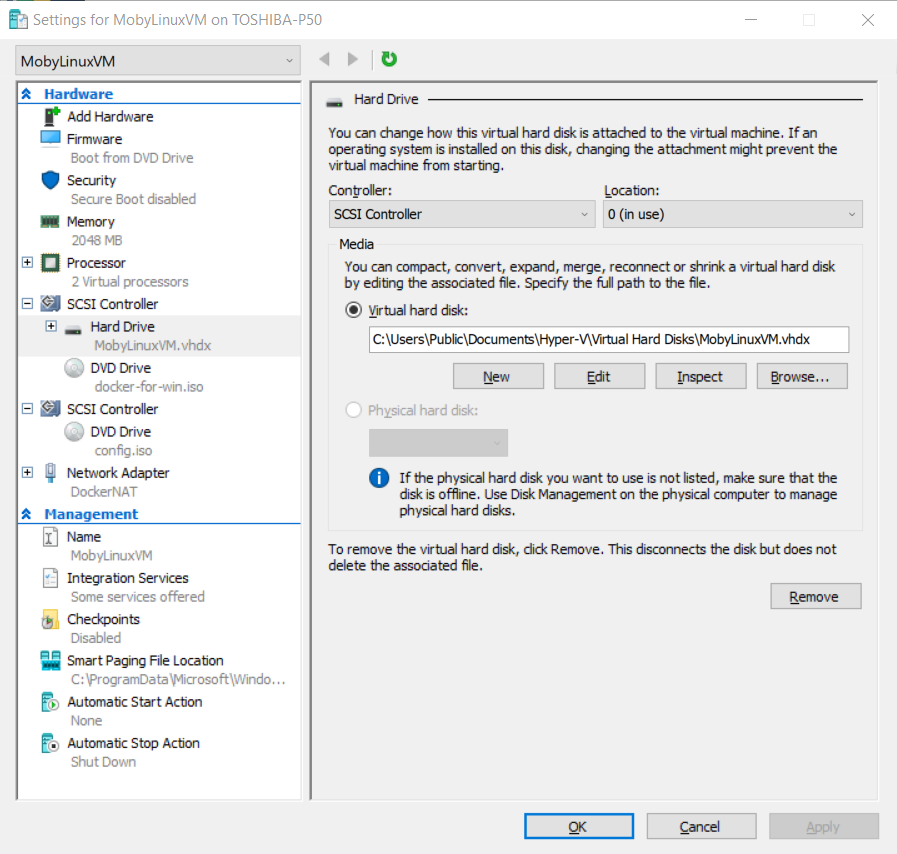 Settings for MobyLinuxVM on TOSHIBA-P50
MobyLinuxVM
Hardware
Add Hardware
Firmware
Boot from DVD Drive
Security
Secure Boot disabled
Memory
2048 MB
Processor
2 Virtual processors
SCSI Controller
Hard Drive
MobyLinuxVM.vhdx
DVD Drive
docker-for-win.iso
SCSI Controller
DVD Drive
config.iso
Network Adapter
DockerNAT
Management
Name
MobyLinuxVM
Integration Services
Some services offered
Checkpoints
Disabled
Smart Paging File Location
C:\ProgramData\Microsoft\Windo...
Automatic Start Action
None
Automatic Stop Action
Shut Down
Hard Drive
You can change how this virtual hard disk is attached to the virtual machine. If an
operating system is installed on this disk, changing the attachment might prevent the
virtual machine from starting.
Controller:
Location:
SCSI Controller
0 (in use)
Media
You can compact, convert, expand, merge, reconnect or shrink a virtual hard disk
by editing the associated file. Specify the full path to the file.
Virtual hard disk:
C:\Users\Public\Documents\Hyper-V\Virtual Hard Disks\MobyLinuxVM.vhdx
New
Edit
Inspect
Browse...
Physical hard disk:
If the physical hard disk you want to use is not listed, make sure that the
disk is offline. Use Disk Management on the physical computer to manage
physical hard disks.
To remove the virtual hard disk, click Remove. This disconnects the disk but does not
delete the associated file.
Remove
OK
Cancel
Apply